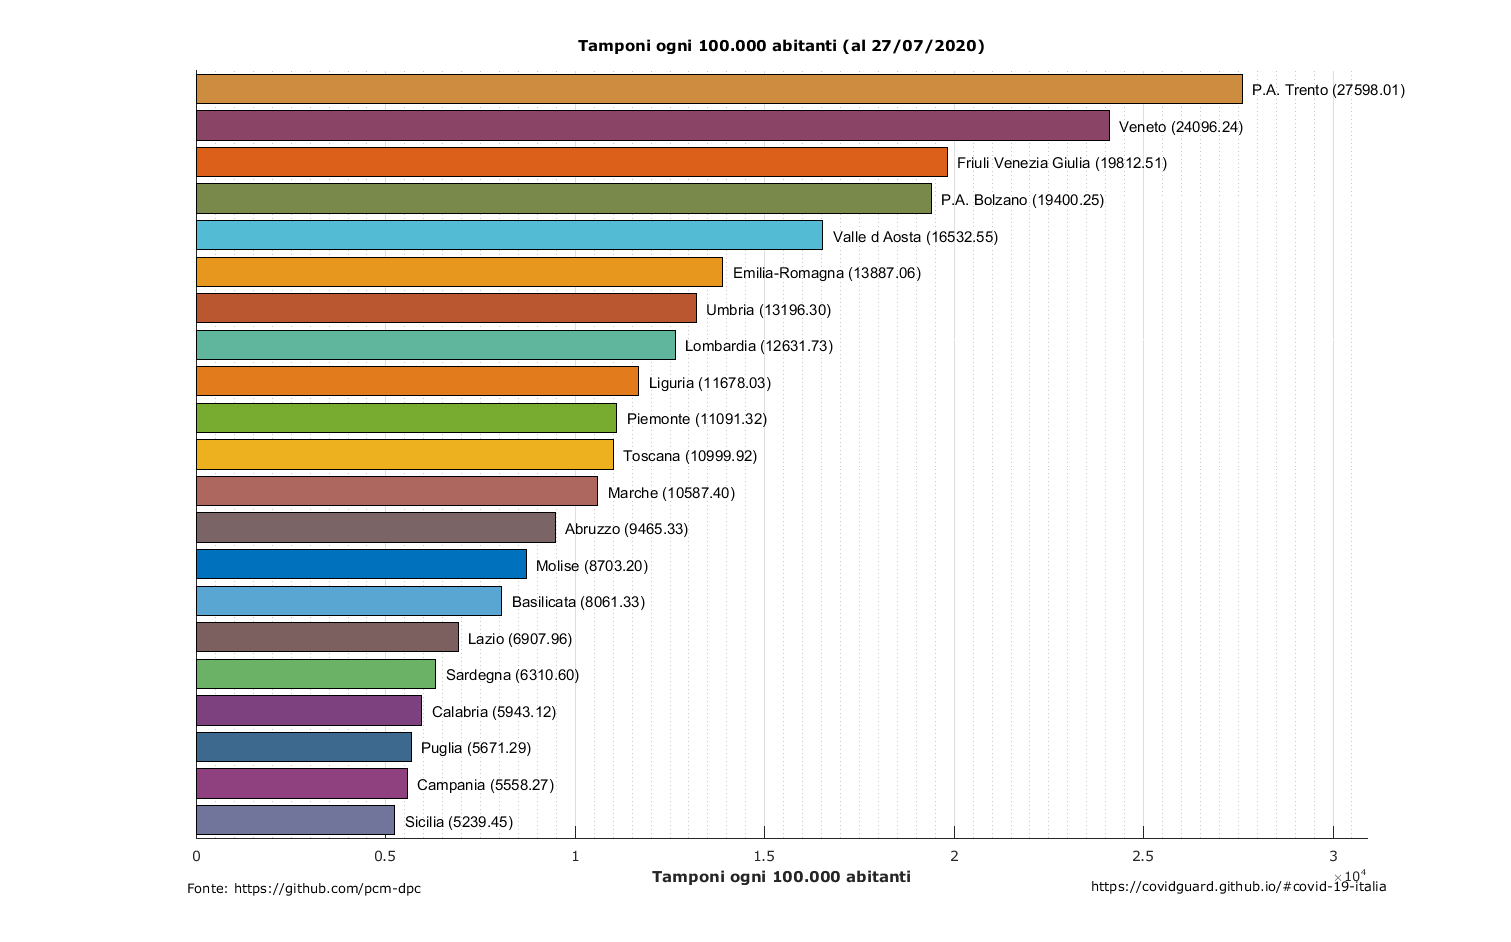 Tamponi ogni 100.000 abitanti (al 27/07/2020)
P.A. Trento (27598.01)
Veneto (24096.24)
Friuli Venezia Giulia (19812.51)
P.A. Bolzano (19400.25)
Valle d Aosta (16532.55)
Emilia-Romagna (13887.06)
Umbria (13196.30)
Lombardia (12631.73)
Liguria (11678.03)
Piemonte (11091.32)
Toscana (10999.92)
Marche (10587.40)
Abruzzo (9465.33)
Molise (8703.20)
Basilicata (8061.33)
Lazio (6907.96)
Sardegna (6310.60)
Calabria (5943.12)
Puglia (5671.29)
Campania (5558.27)
Sicilia (5239.45)
0 0.5 1 1.5 2 2.5 3
×10⁴
Tamponi ogni 100.000 abitanti
Fonte: https://github.com/pcm-dpc
https://covidguard.github.io/#covid-19-italia